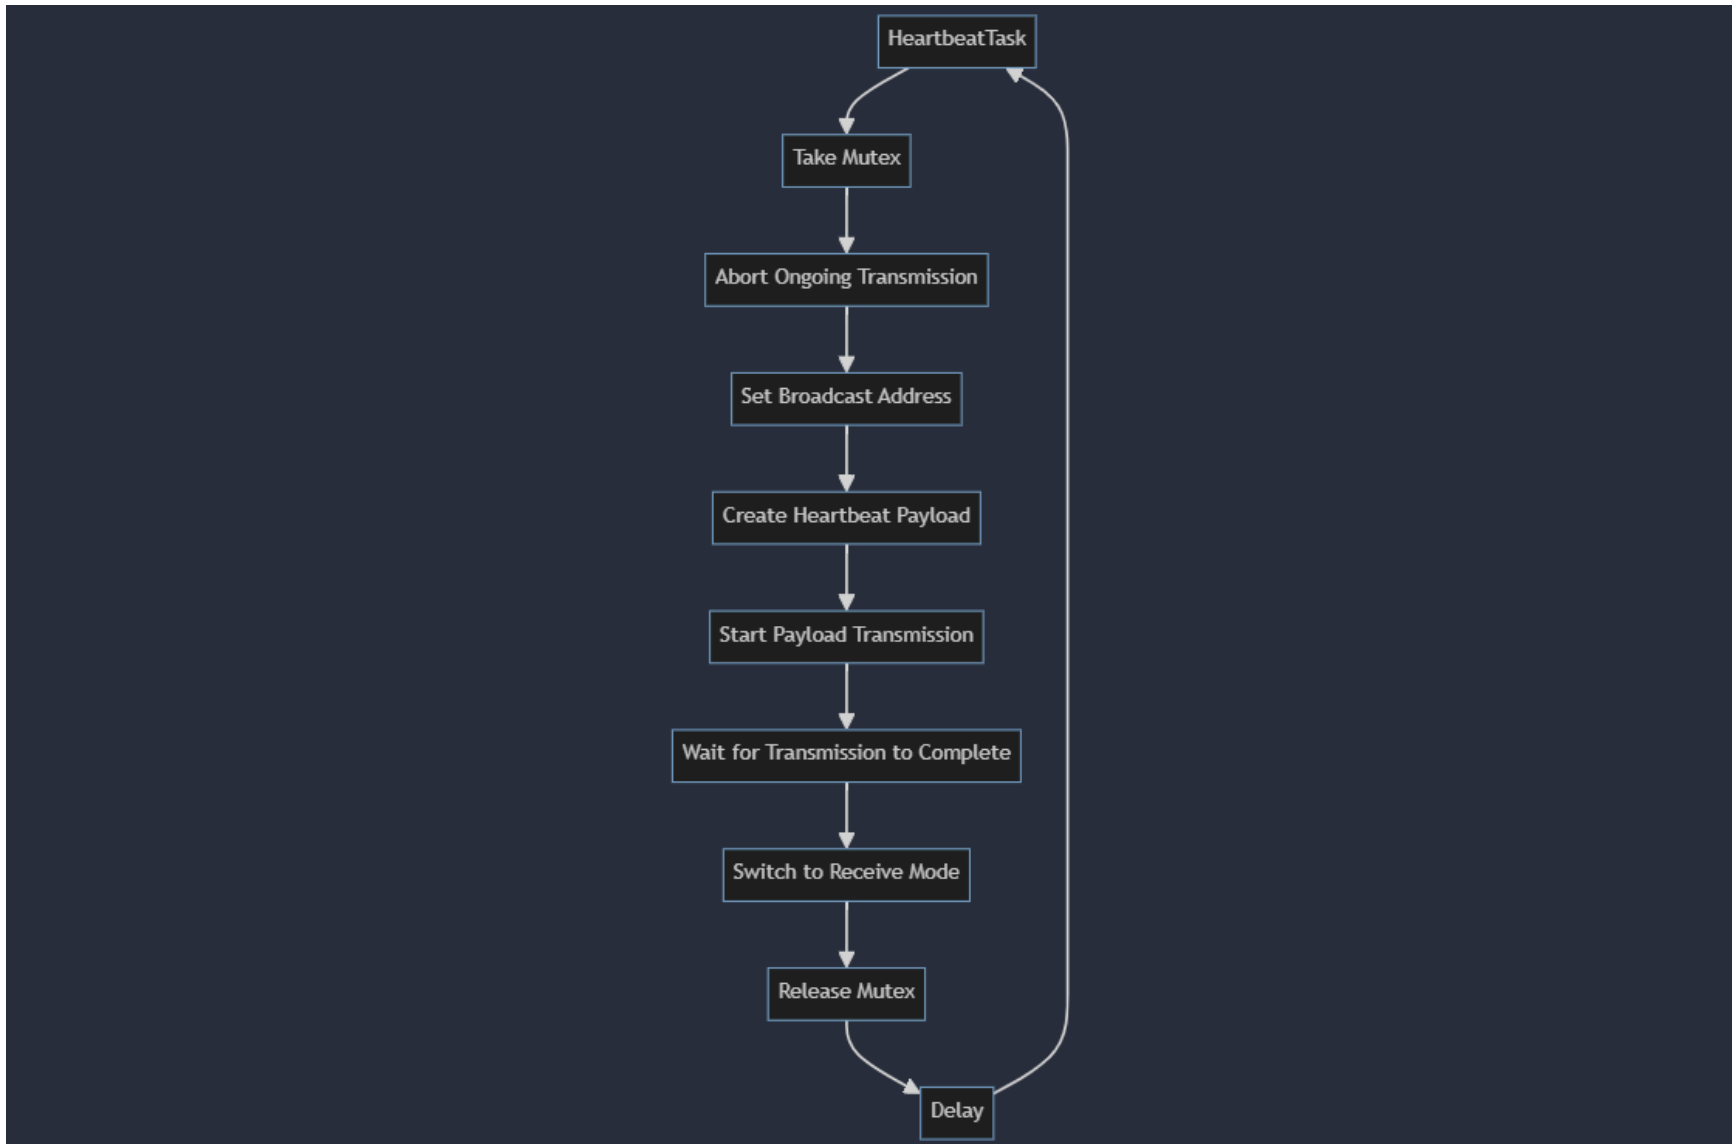 HeartbeatTask
Take Mutex
Abort Ongoing Transmission
Set Broadcast Address
Create Heartbeat Payload
Start Payload Transmission
Wait for Transmission to Complete
Switch to Receive Mode
Release Mutex
Delay